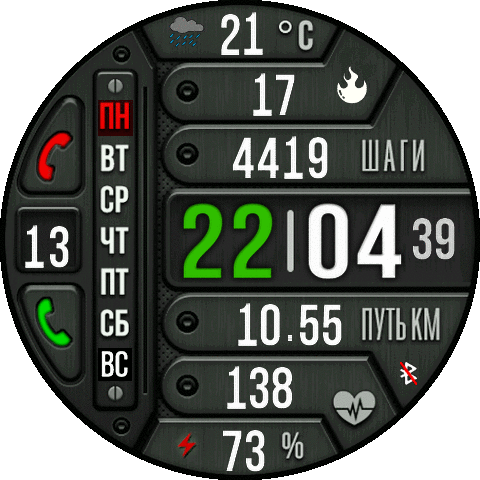 21 °C
17
4419 ШАГИ
22 04 39
10.55 ПУТЬ КМ
138
73 %
ПН
ВТ
СР
ЧТ
ПТ
СБ
ВС
13